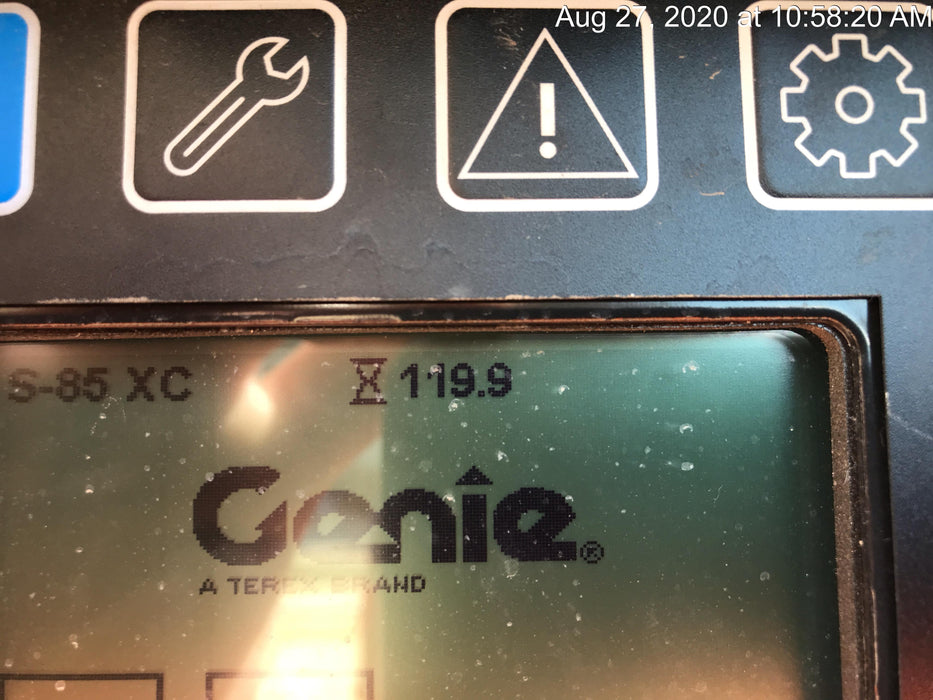 Aug 27, 2020 at 10:58:20 AM
S-85 XC 119.9
Genie®
A TEREX BRAND